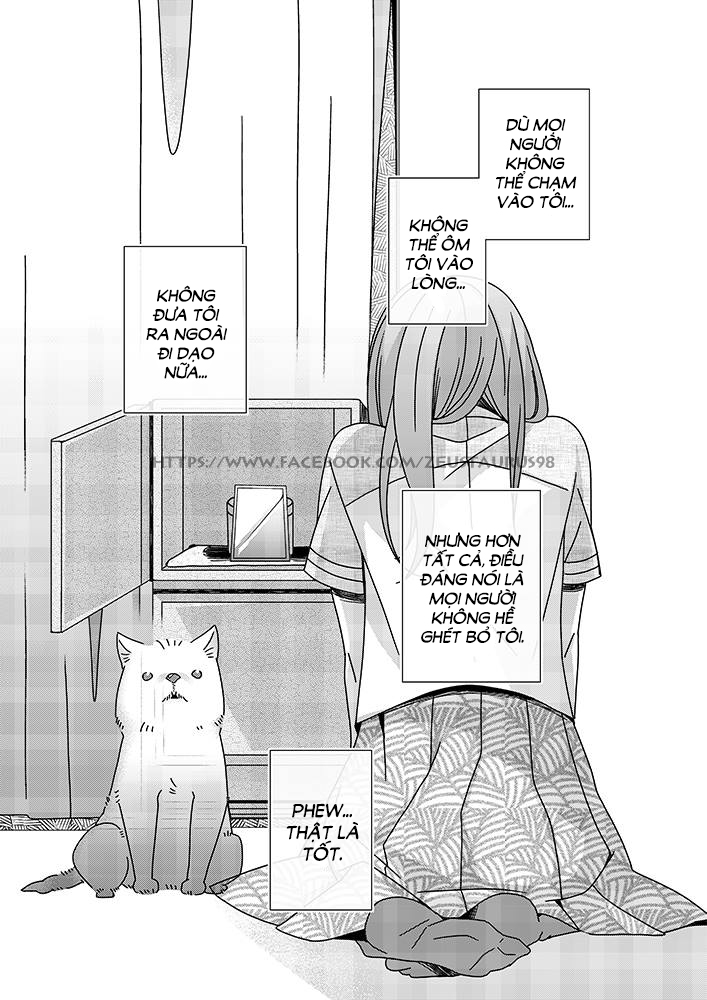 DÙ MỌI
NGƯỜI
KHÔNG
THỂ CHẠM
VÀO TÔI...
KHÔNG
THỂ ÔM
TÔI VÀO
LÒNG...
KHÔNG
ĐƯA TÔI
RA NGOÀI
ĐI DẠO
NỮA...
HTTPS://WWW.FACEBOOK.COM/ZEUSTAURUS98
NHƯNG HƠN
TẤT CẢ, ĐIỀU
ĐÁNG NÓI LÀ
MỌI NGƯỜI
KHÔNG HỀ
GHÉT BỎ TÔI.
PHEW...
THẬT LÀ
TỐT.